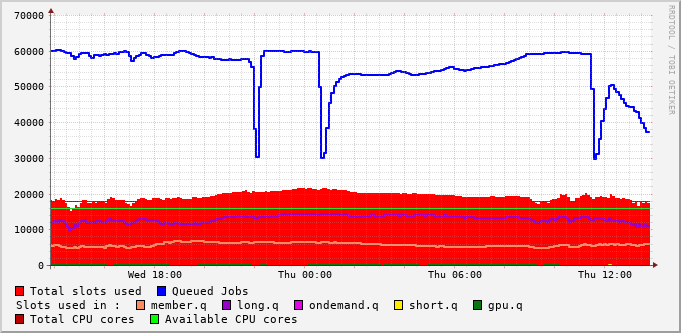 70000
60000
50000
40000
30000
20000
10000
0
Wed 18:00 Thu 00:00 Thu 06:00 Thu 12:00
RRDTOOL / TOBI OETIKER
Total slots used Queued Jobs
Slots used in : member.q long.q ondemand.q short.q gpu.q
Total CPU cores Available CPU cores